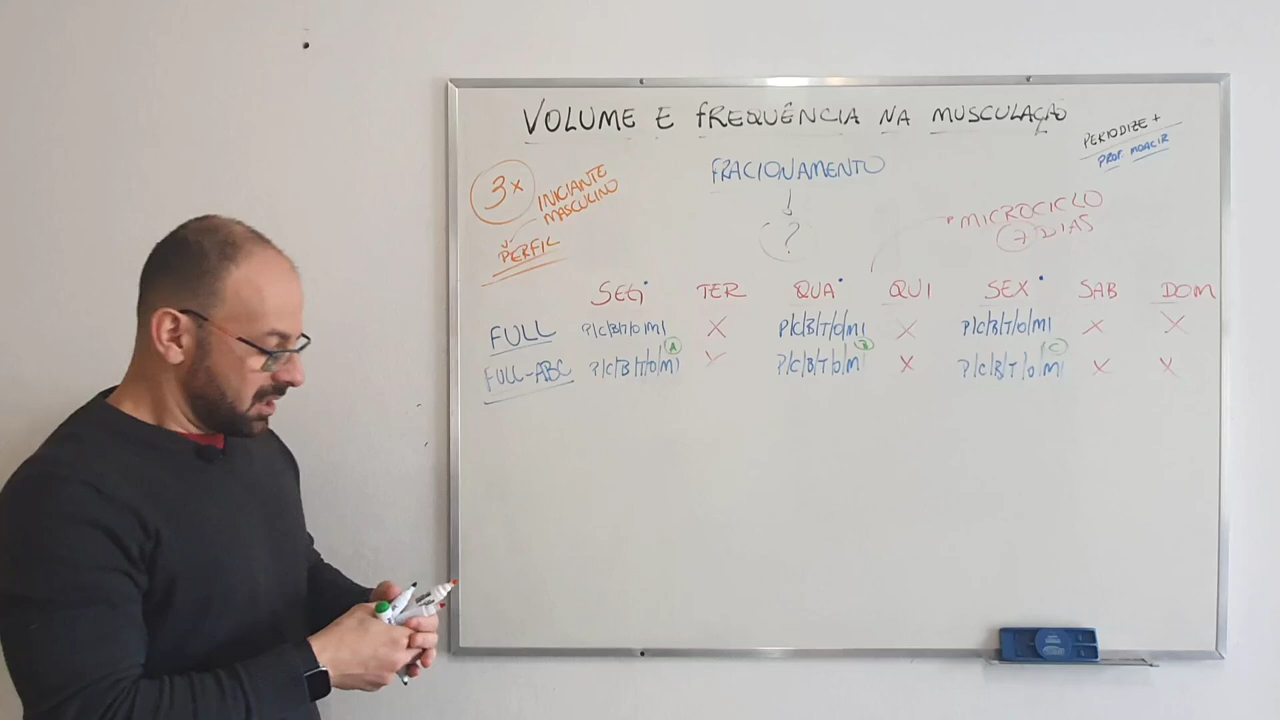 VOLUME E FREQUÊNCIA NA MUSCULAÇÃO
PERIODIZE +
PROF. MOACIR
FRACIONAMENTO
?
3x
INICIANTE
MASCULINO
PERFIL
MICROCICLO
7 DIAS
SEG TER QUA QUI SEX SAB DOM
FULL P/C/B/T/O/M/ X P/C/B/T/O/M/ X P/C/B/T/O/M/ X X
FULL-ABC P/C/B/T/O/M/ A X P/C/B/T/O/M/ B X P/C/B/T/O/M/ C X X